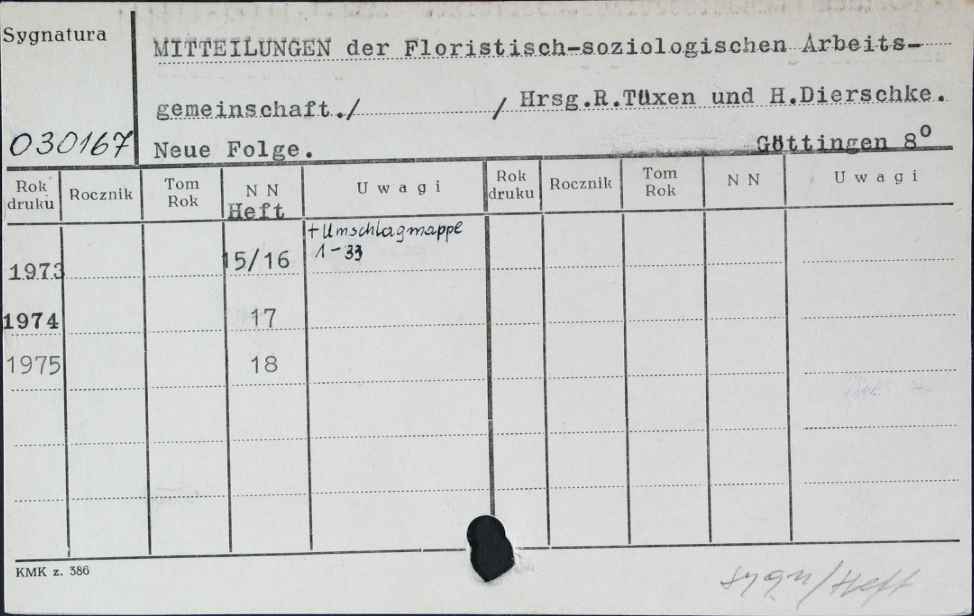 Sygnatura
MITTEILUNGEN der Floristisch-soziologischen Arbeits-
gemeinschaft./ / Hrsg.R.Tüxen und H.Dierschke.
030167
Neue Folge. Göttingen 8⁰
Rok druku Rocznik Tom Rok N N U w a g i Rok druku Rocznik Tom Rok N N U w a g i
Heft
+ Umschlagmappe
1973 15/16 1-33
1974 17
1975 18
KMK z. 386
sygn/Heft